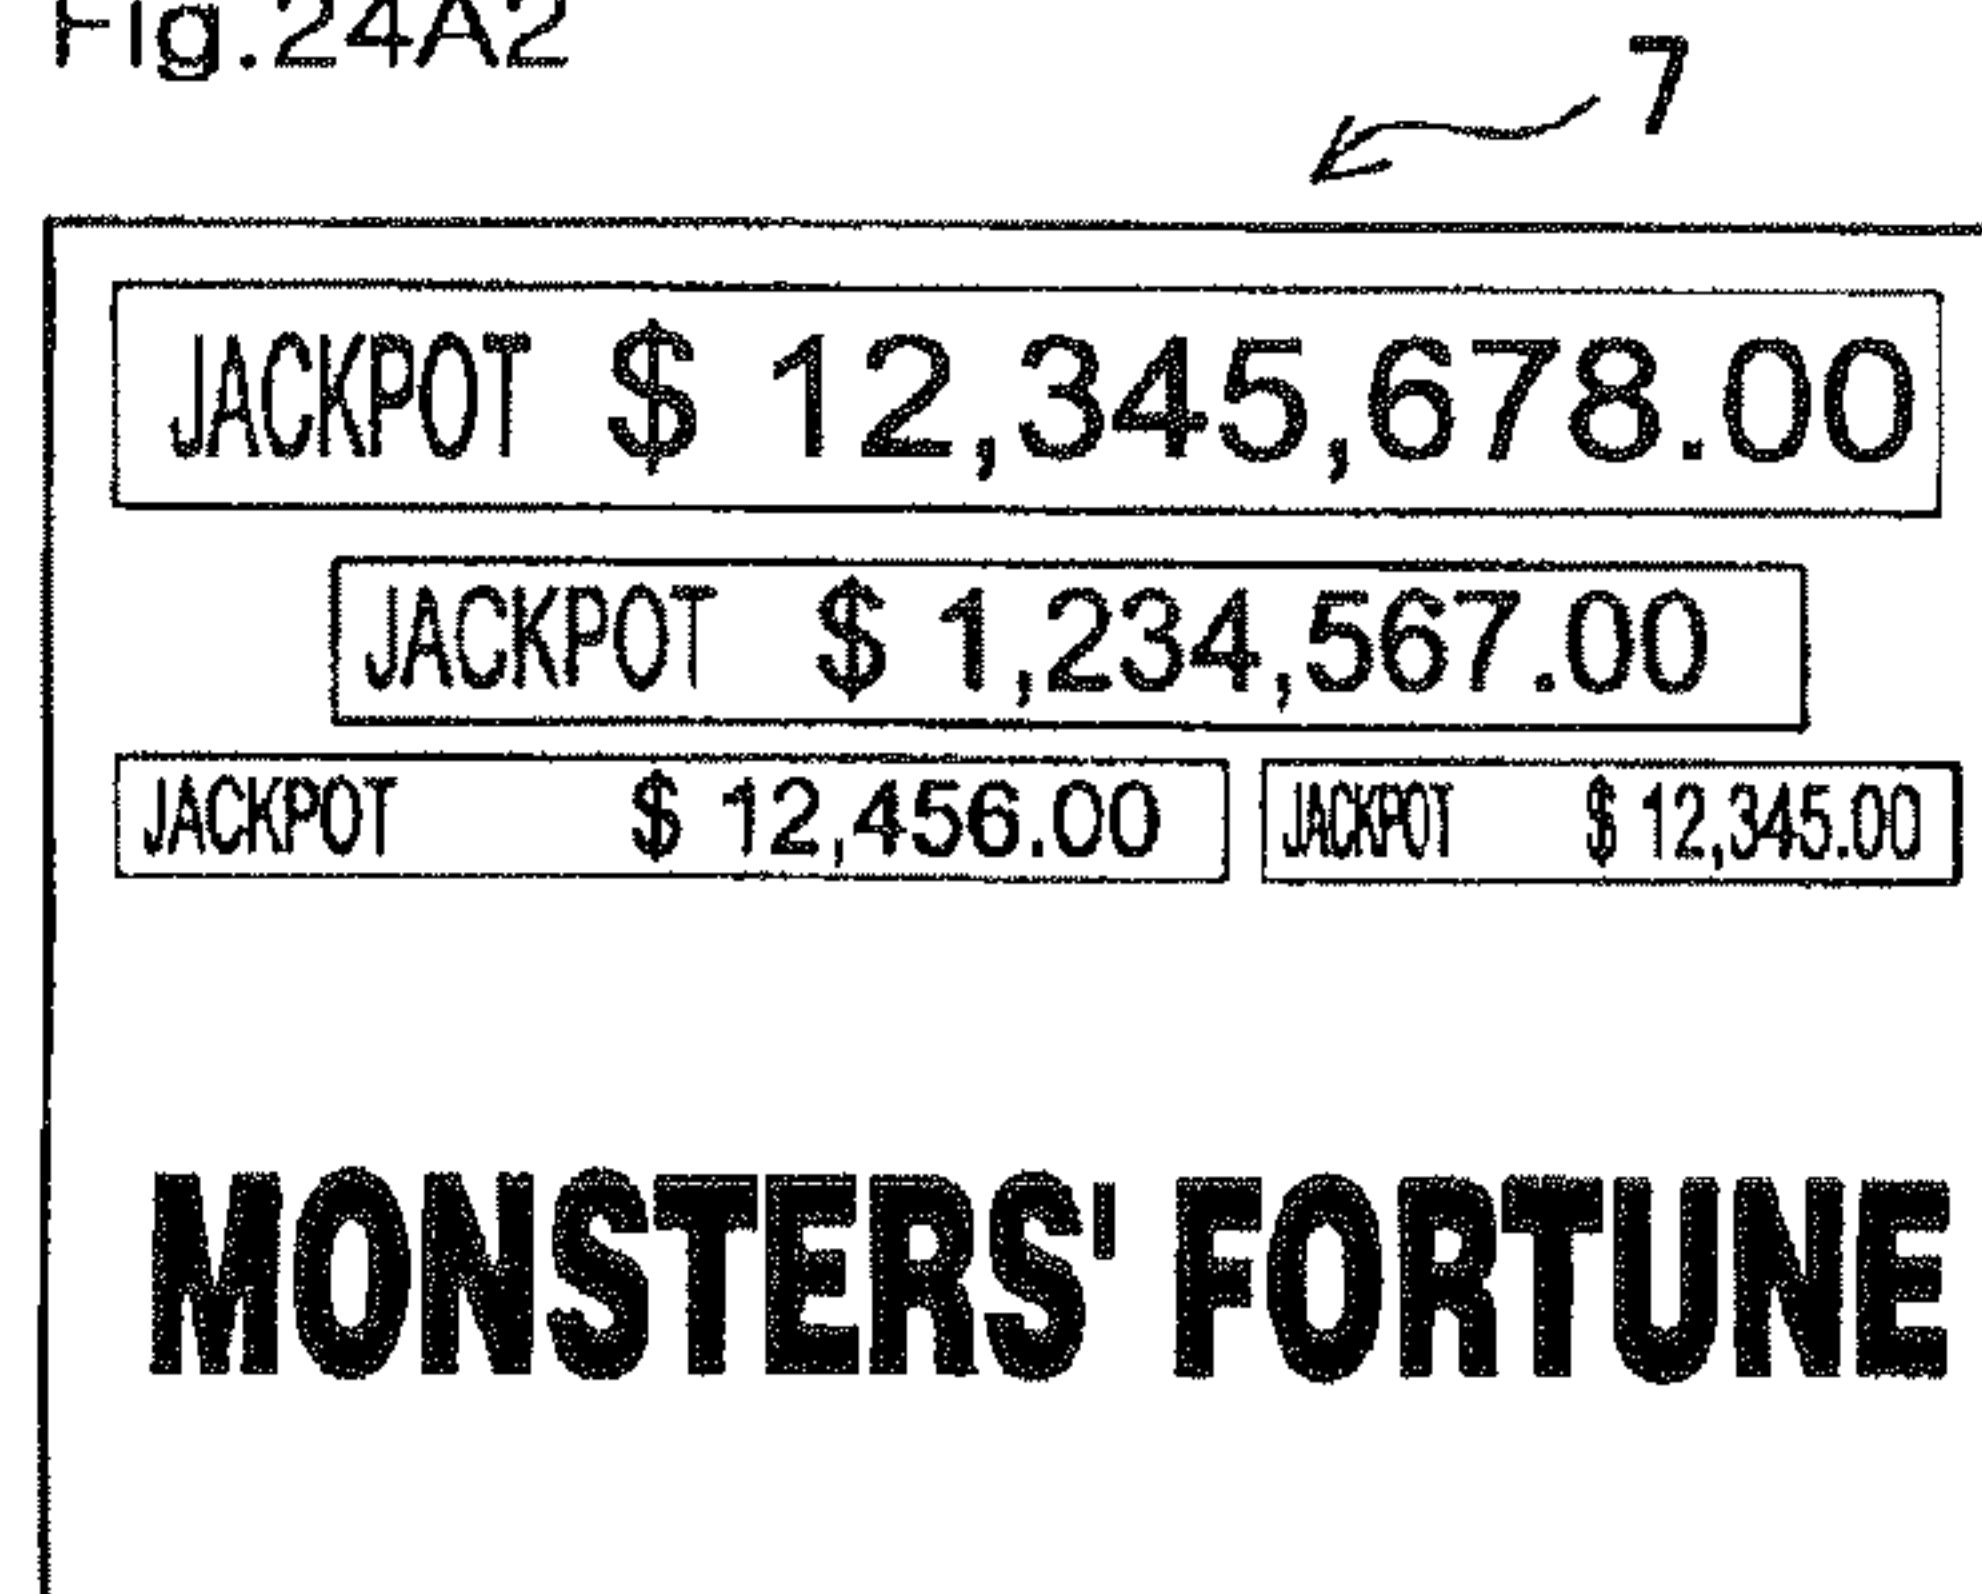 Fig.24A2
7
JACKPOT $ 12,345,678.00
JACKPOT $ 1,234,567.00
JACKPOT $ 12,456.00 JACKPOT $ 12,345.00
MONSTERS' FORTUNE